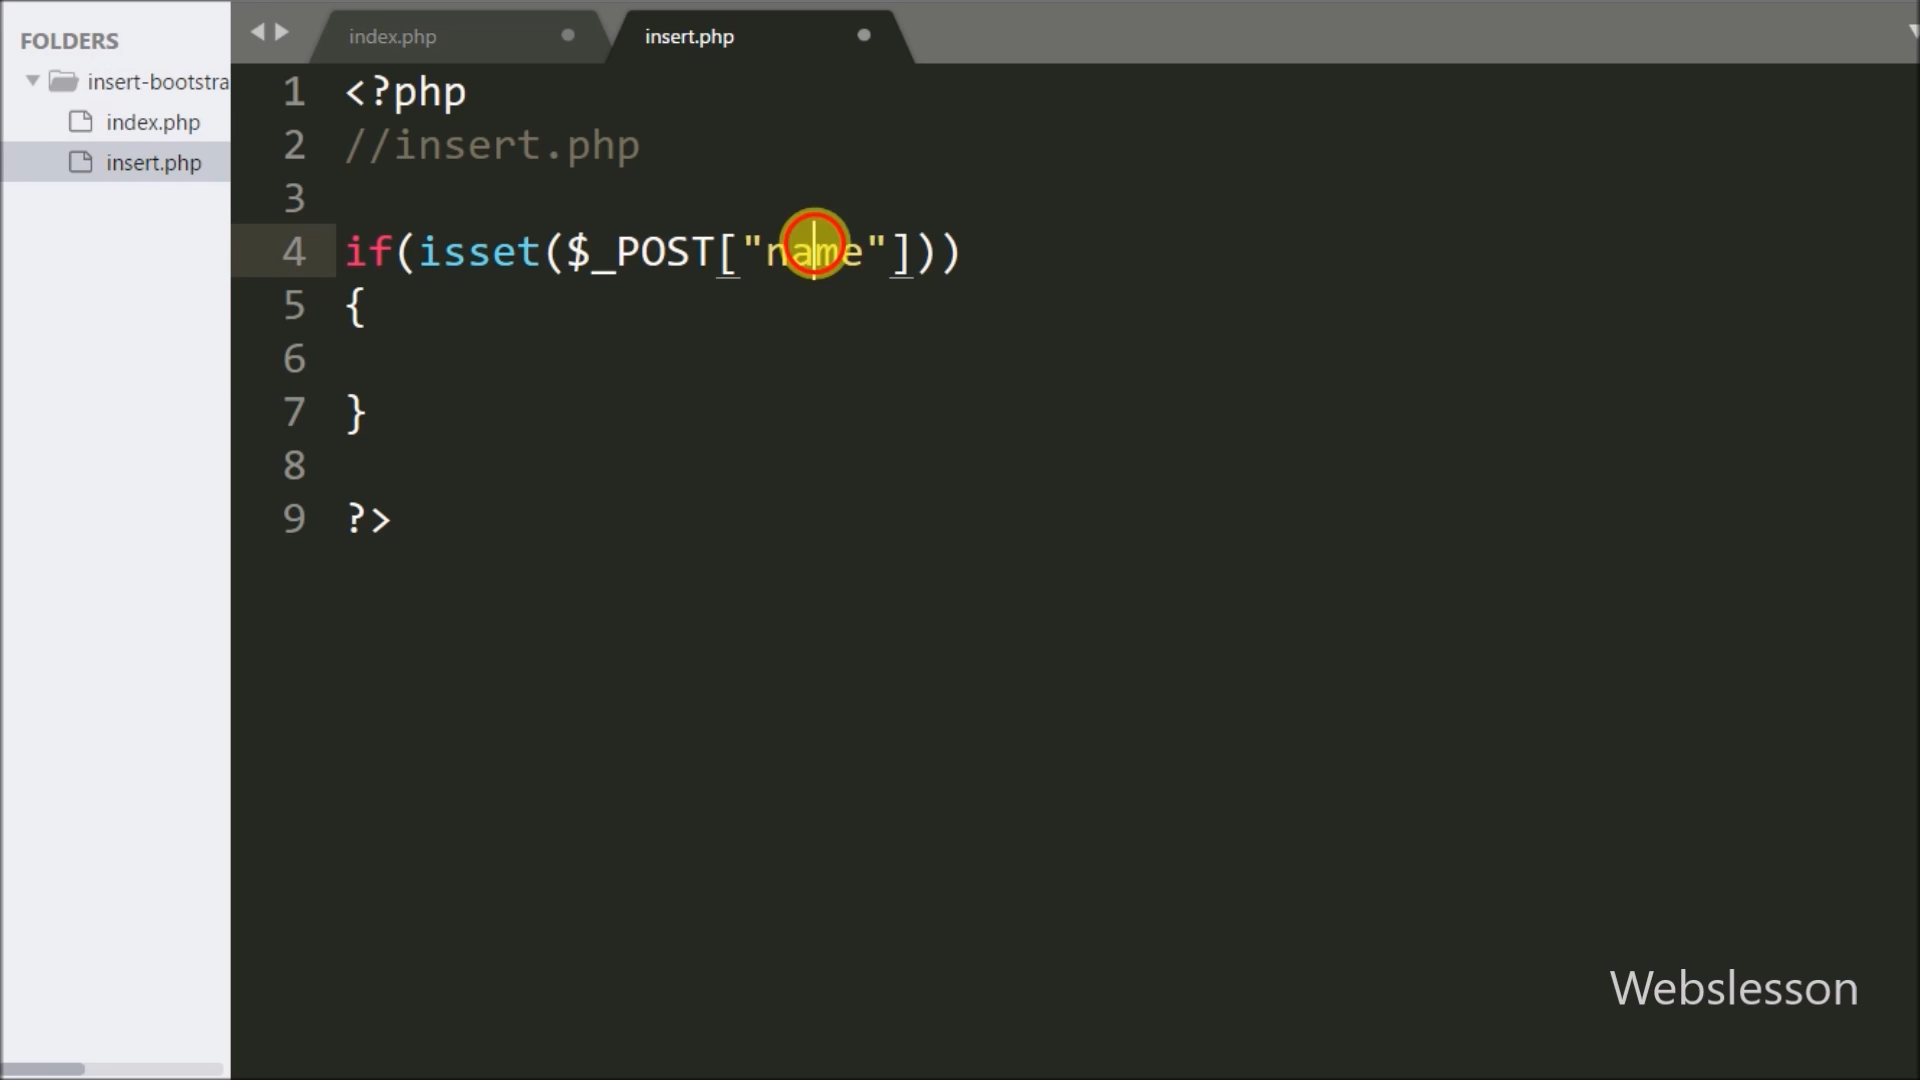 FOLDERS
insert-bootstra
index.php
insert.php
index.php
insert.php
1 <?php
2 //insert.php
3
4 if(isset($_POST["name"]))
5 {
6
7 }
8
9 ?>
Webslesson